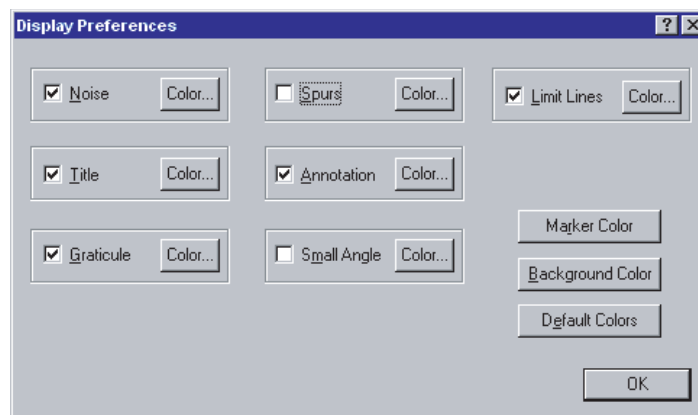 Display Preferences
Noise Color... Spurs Color... Limit Lines Color...
Title Color... Annotation Color...
Graticule Color... Small Angle Color...
Marker Color
Background Color
Default Colors
OK